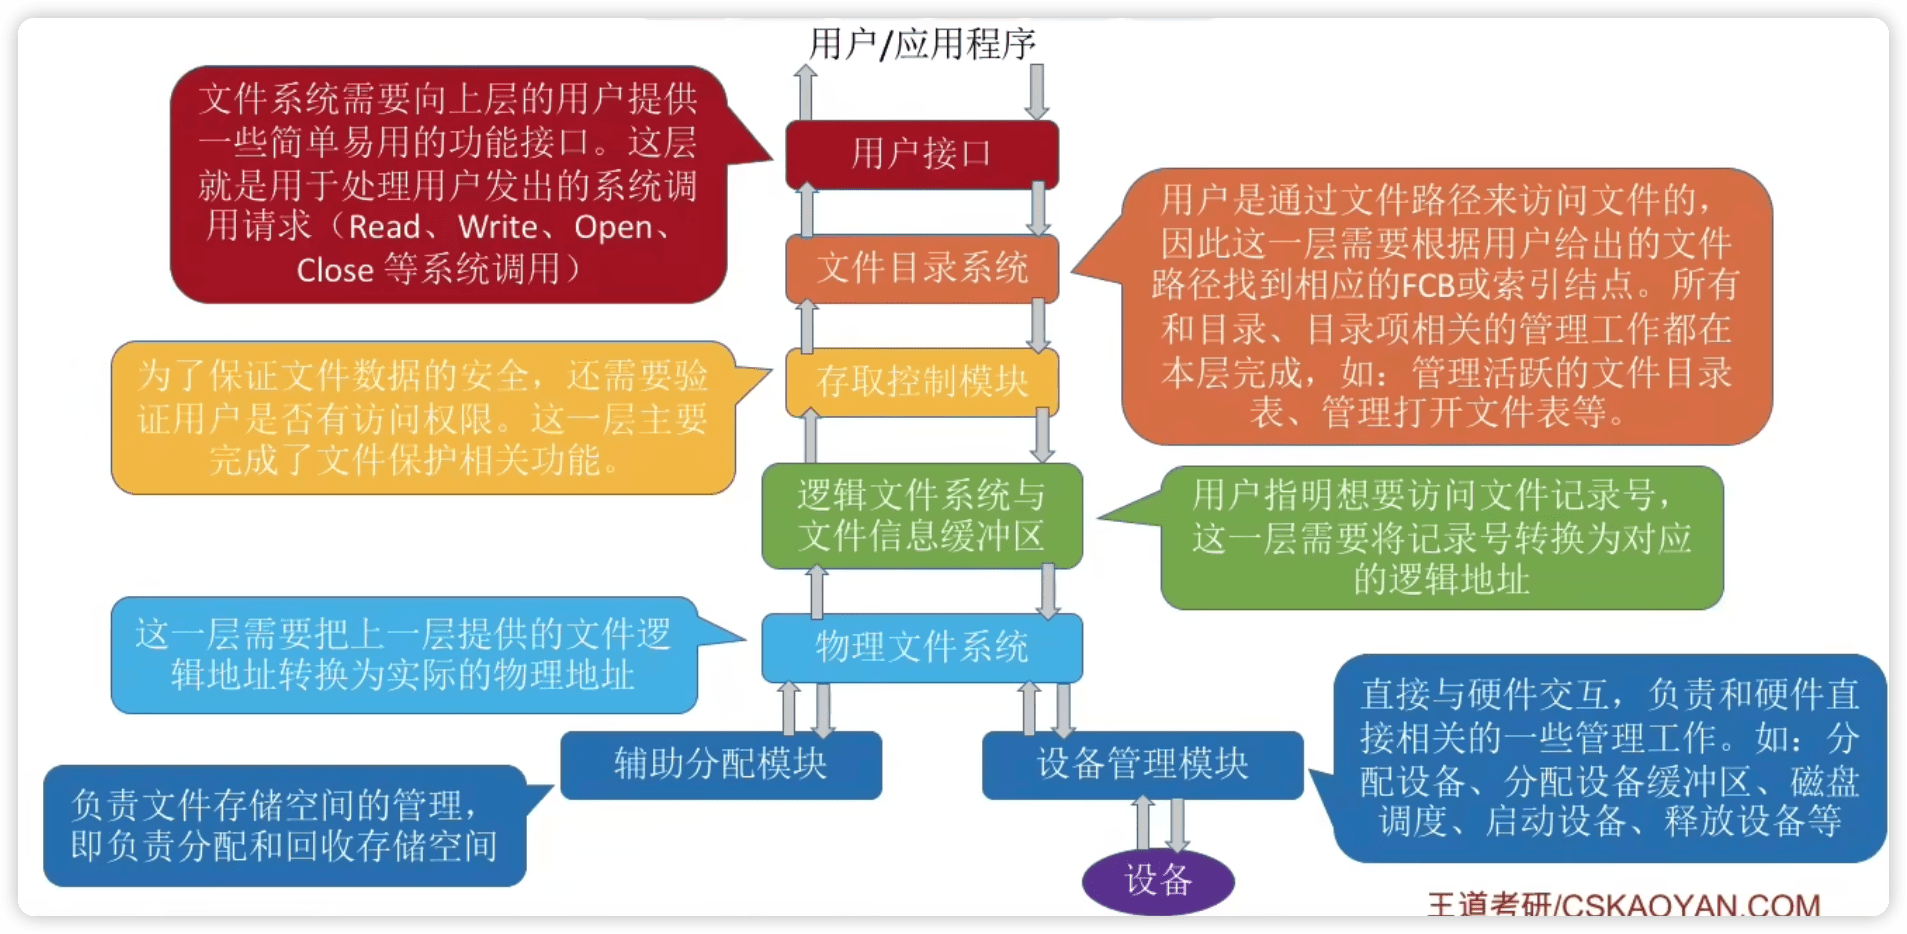 用户/应用程序
文件系统需要向上层的用户提供
一些简单易用的功能接口。这层
就是用于处理用户发出的系统调
用请求（Read、Write、Open、
Close 等系统调用）
用户接口
用户是通过文件路径来访问文件的，
因此这一层需要根据用户给出的文件
路径找到相应的FCB或索引结点。所有
和目录、目录项相关的管理工作都在
本层完成，如：管理活跃的文件目录
表、管理打开文件表等。
文件目录系统
为了保证文件数据的安全，还需要验
证用户是否有访问权限。这一层主要
完成了文件保护相关功能。
存取控制模块
逻辑文件系统与
文件信息缓冲区
用户指明想要访问文件记录号，
这一层需要将记录号转换为对应
的逻辑地址
这一层需要把上一层提供的文件逻
辑地址转换为实际的物理地址
物理文件系统
辅助分配模块
设备管理模块
直接与硬件交互，负责和硬件直
接相关的一些管理工作。如：分
配设备、分配设备缓冲区、磁盘
调度、启动设备、释放设备等
负责文件存储空间的管理，
即负责分配和回收存储空间
设备
王道考研/CSKAOYAN.COM